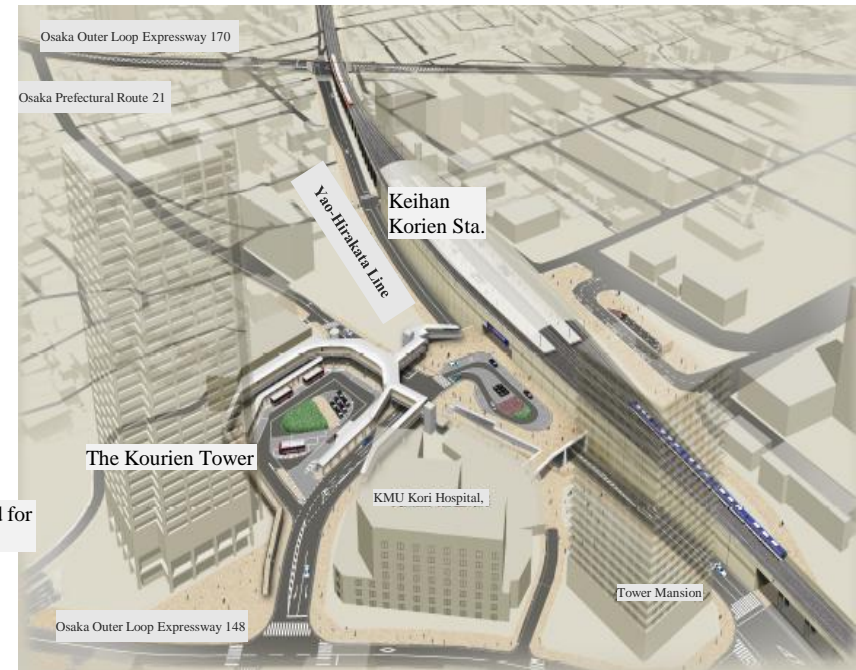 Osaka Outer Loop Expressway 170
Osaka Prefectural Route 21
Yao-Hirakata Line
Keihan
Korien Sta.
The Kourien Tower
KMU Kori Hospital,
for
Tower Mansion
Osaka Outer Loop Expressway 148